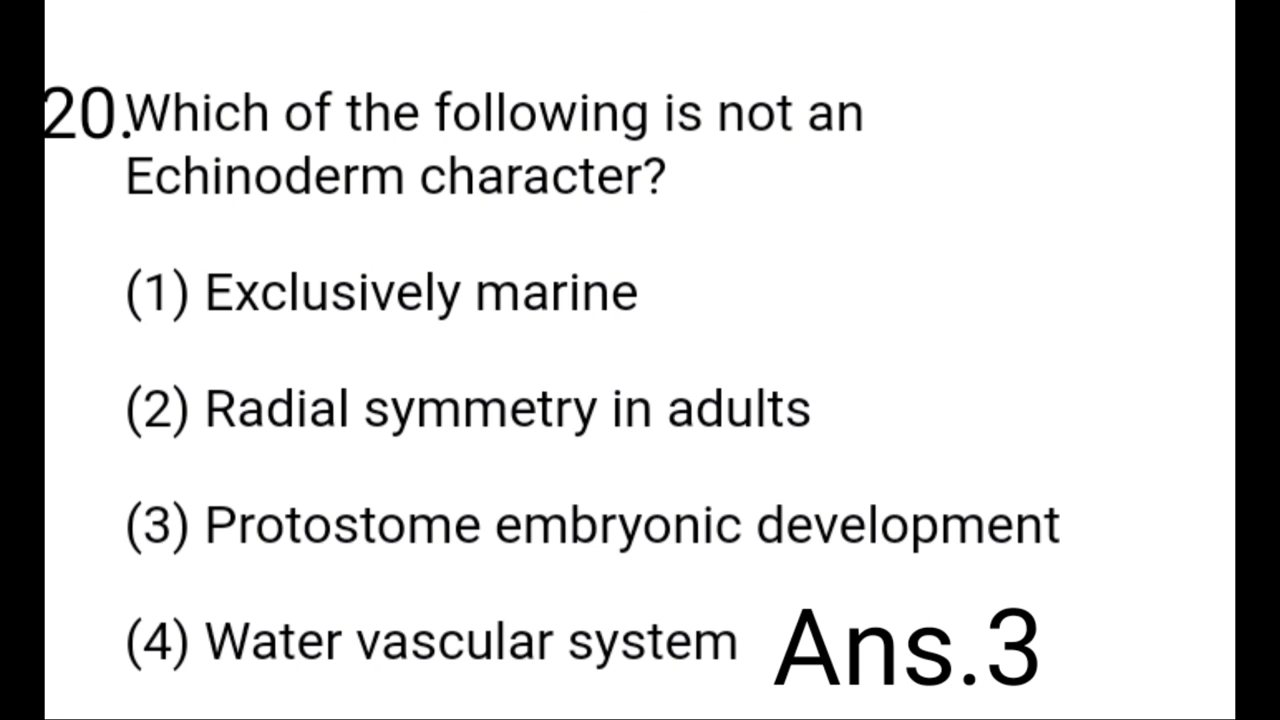 20.Which of the following is not an
Echinoderm character?
(1) Exclusively marine
(2) Radial symmetry in adults
(3) Protostome embryonic development
(4) Water vascular system Ans.3